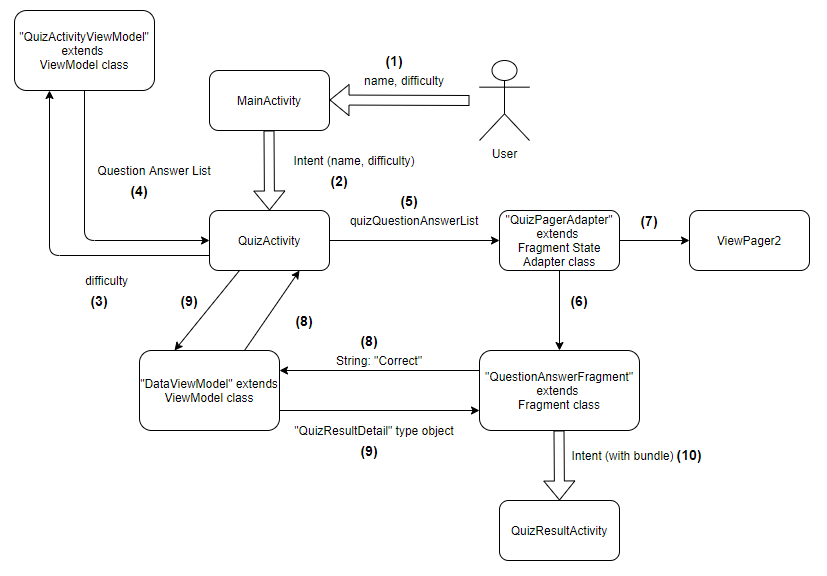 "QuizActivityViewModel"
extends
ViewModel class
(1)
name, difficulty
MainActivity
User
Intent (name, difficulty)
(2)
Question Answer List
(4)
(5)
quizQuestionAnswerList
QuizActivity
"QuizPagerAdapter"
extends
Fragment State
Adapter class
(7)
ViewPager2
difficulty
(3)
(9)
(8)
(6)
(8)
String: "Correct"
"DataViewModel" extends
ViewModel class
"QuestionAnswerFragment"
extends
Fragment class
"QuizResultDetail" type object
(9)
Intent (with bundle) (10)
QuizResultActivity